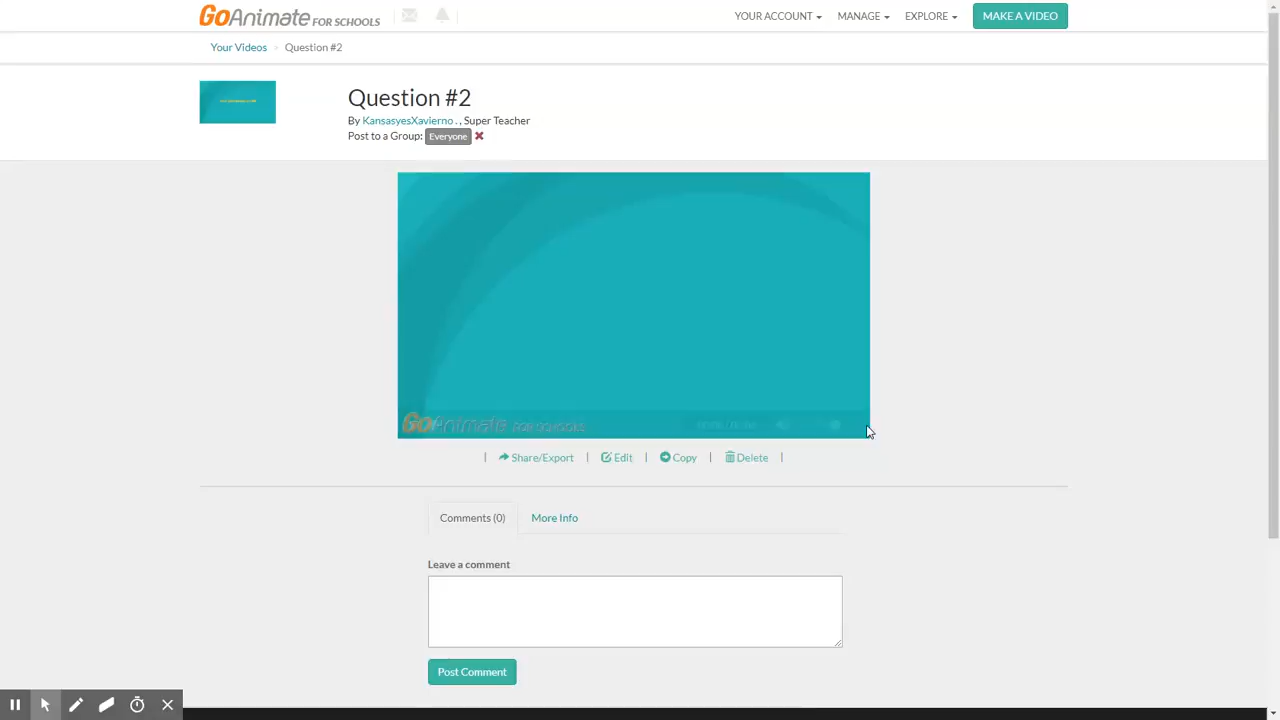 GoAnimate FOR SCHOOLS
YOUR ACCOUNT MANAGE EXPLORE MAKE A VIDEO
Your Videos > Question #2
Question #2
By KansasyesXavierno . , Super Teacher
Post to a Group: Everyone
GoAnimate FOR SCHOOLS
| Share/Export | Edit | Copy | Delete |
Comments (0) More Info
Leave a comment
Post Comment